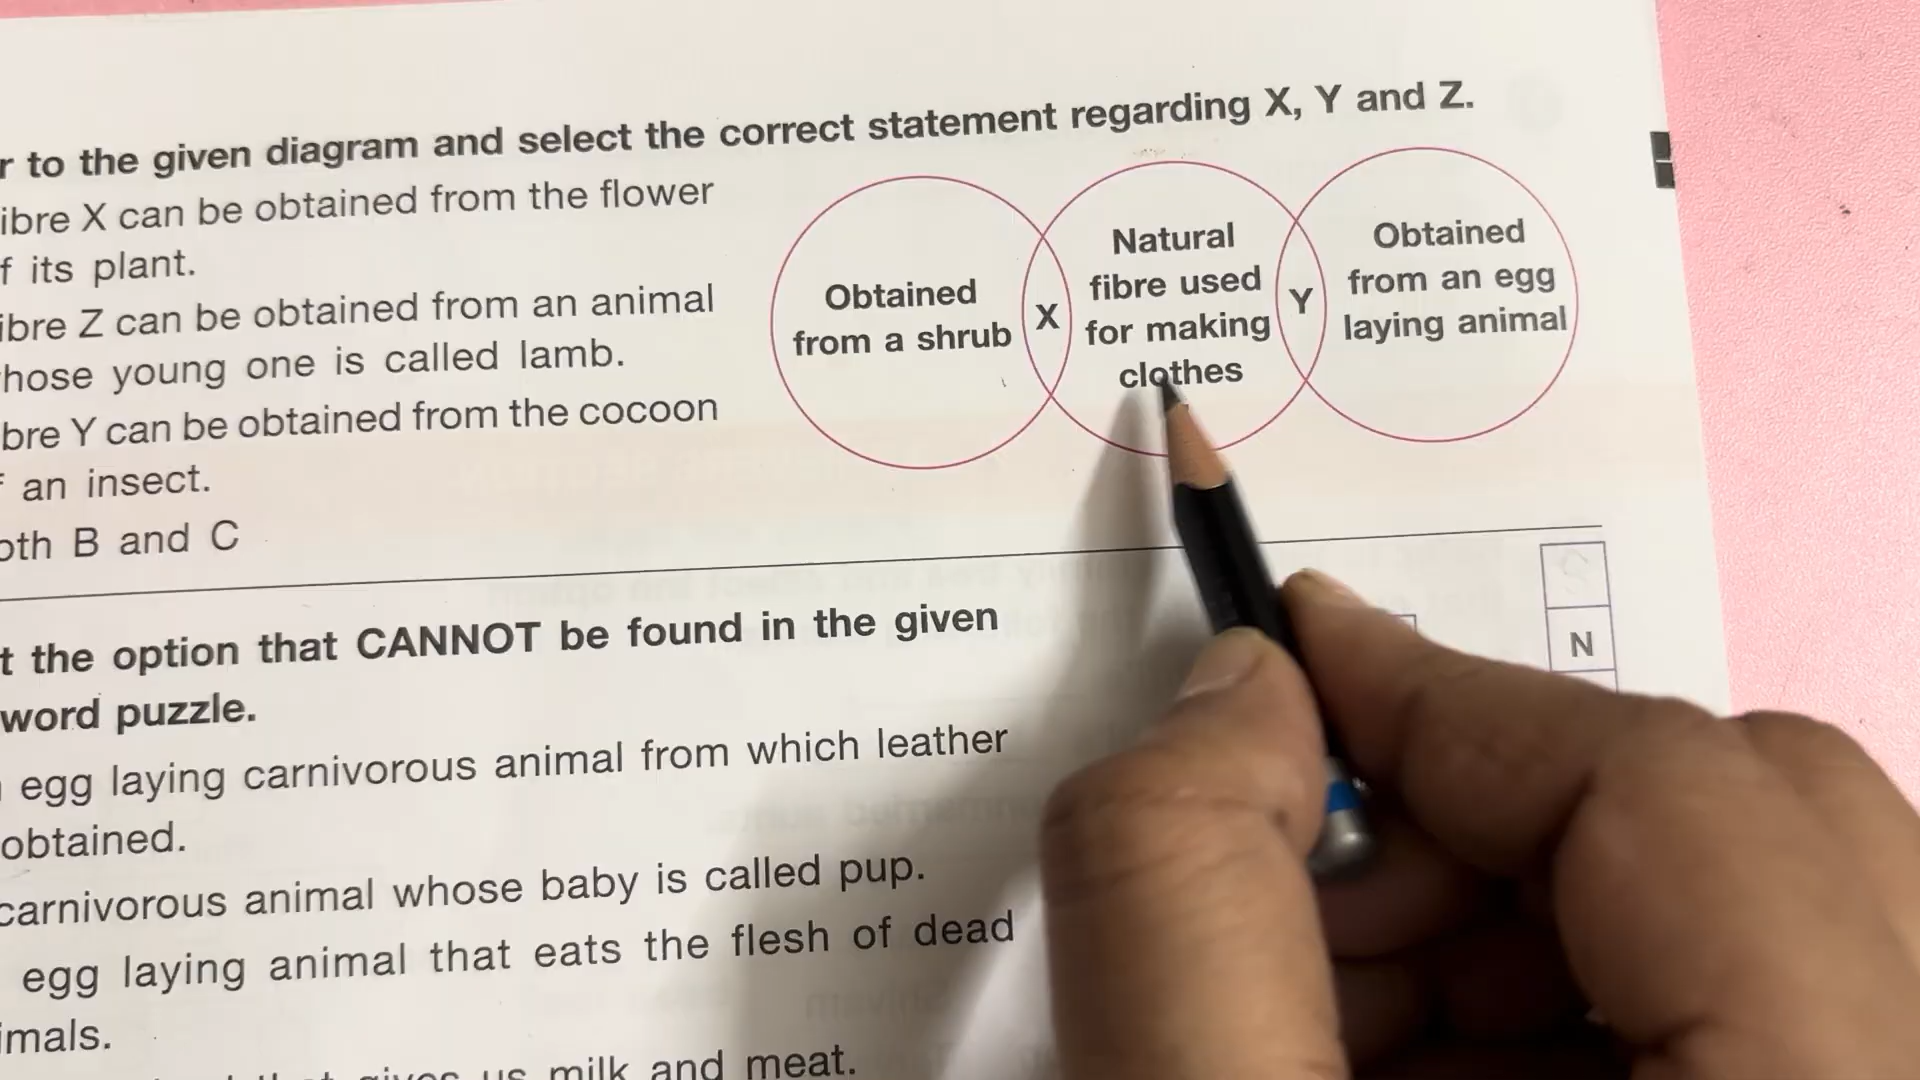 r to the given diagram and select the correct statement regarding X, Y and Z.
ibre X can be obtained from the flower
f its plant.
ibre Z can be obtained from an animal
hose young one is called lamb.
bre Y can be obtained from the cocoon
f an insect.
oth B and C
Obtained
from a shrub
X
Natural
fibre used
for making
clothes
Y
Obtained
from an egg
laying animal
t the option that CANNOT be found in the given
word puzzle.
egg laying carnivorous animal from which leather
obtained.
carnivorous animal whose baby is called pup.
egg laying animal that eats the flesh of dead
imals.
that gives us milk and meat.
N